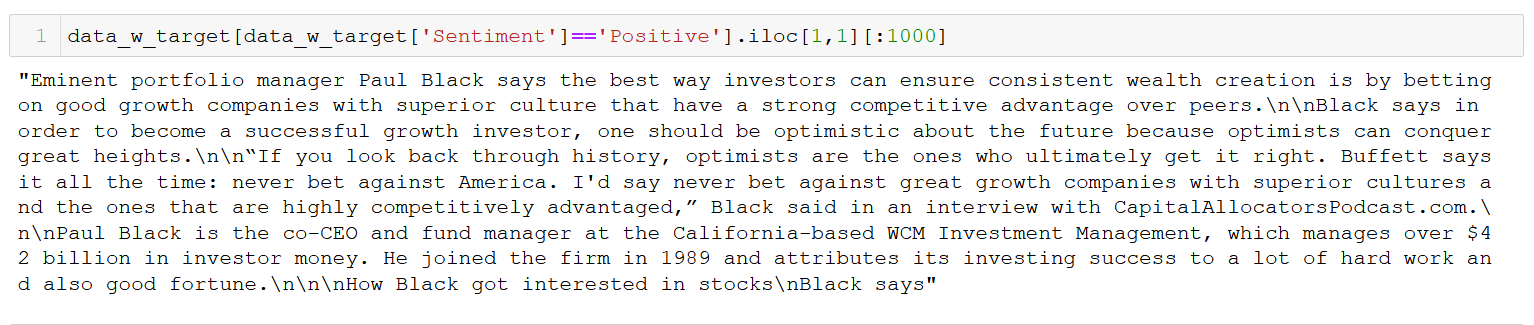 1 data_w_target[data_w_target['Sentiment']=='Positive'].iloc[1,1][:1000]
"Eminent portfolio manager Paul Black says the best way investors can ensure consistent wealth creation is by betting
on good growth companies with superior culture that have a strong competitive advantage over peers.\n\nBlack says in
order to become a successful growth investor, one should be optimistic about the future because optimists can conquer
great heights.\n\n“If you look back through history, optimists are the ones who ultimately get it right. Buffett says
it all the time: never bet against America. I'd say never bet against great growth companies with superior cultures a
nd the ones that are highly competitively advantaged,” Black said in an interview with CapitalAllocatorsPodcast.com.\
n\nPaul Black is the co-CEO and fund manager at the California-based WCM Investment Management, which manages over $4
2 billion in investor money. He joined the firm in 1989 and attributes its investing success to a lot of hard work an
d also good fortune.\n\n\nHow Black got interested in stocks\nBlack says"